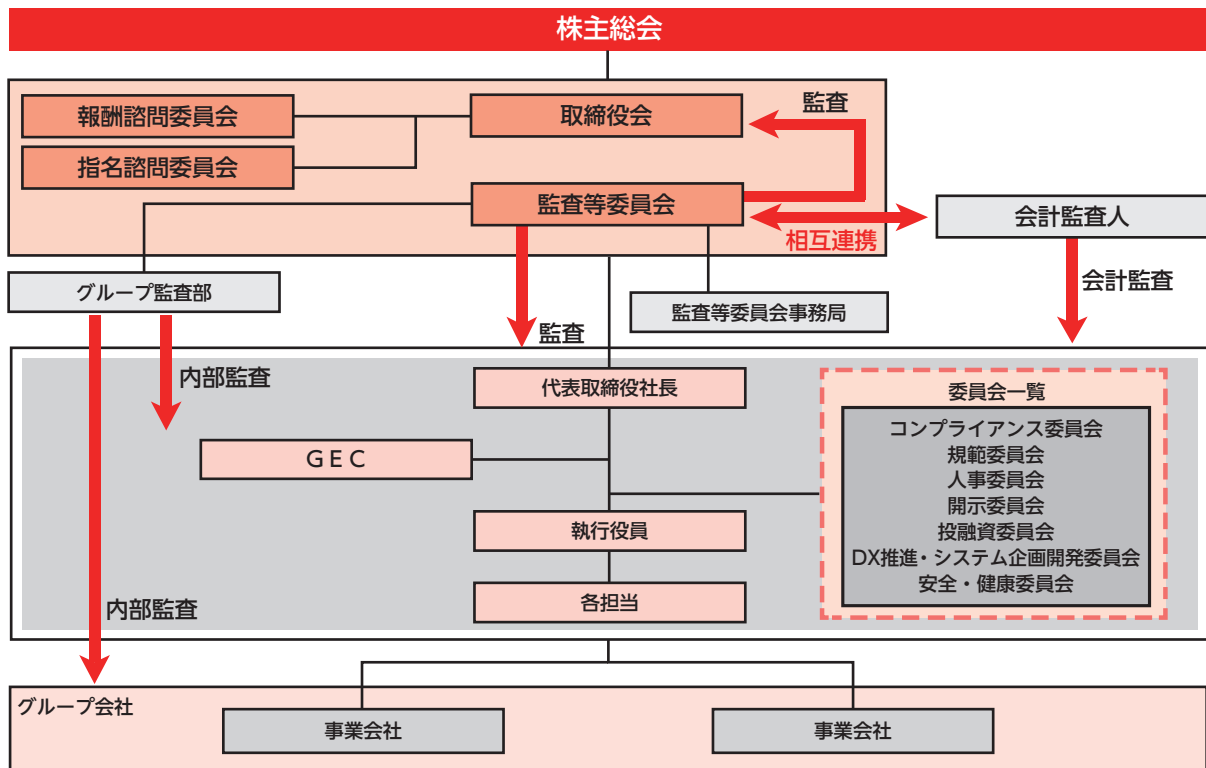 株主総会
報酬諮問委員会
取締役会
監査
指名諮問委員会
監査等委員会
会計監査人
相互連携
グループ監査部
監査等委員会事務局
会計監査
監査
内部監査
代表取締役社長
委員会一覧
コンプライアンス委員会
規範委員会
人事委員会
開示委員会
投融資委員会
DX推進・システム企画開発委員会
安全・健康委員会
GEC
執行役員
各担当
内部監査
グループ会社
事業会社
事業会社